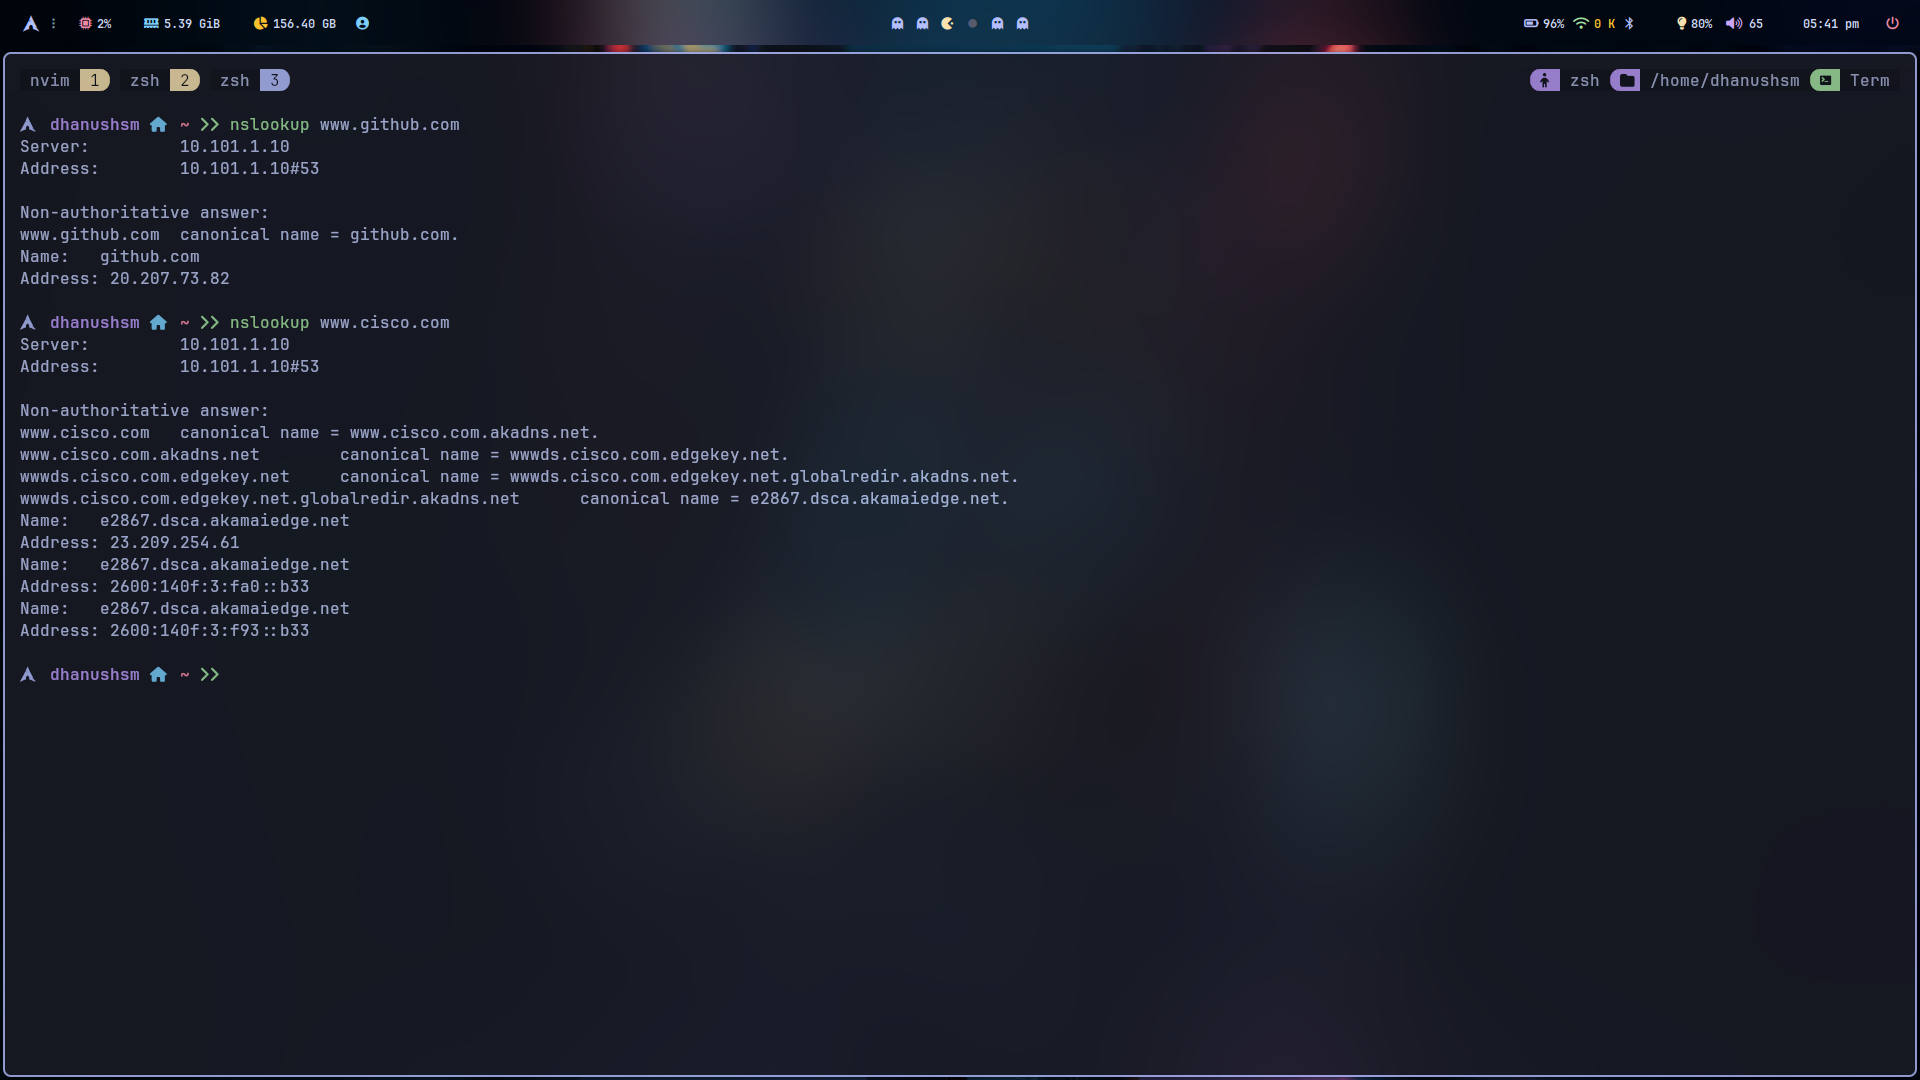 2% 5.39 GiB 156.40 GB 96% 0 K 80% 65 05:41 pm
nvim 1 zsh 2 zsh 3 zsh /home/dhanushsm Term
dhanushsm ~ >> nslookup www.github.com
Server: 10.101.1.10
Address: 10.101.1.10#53
Non-authoritative answer:
www.github.com canonical name = github.com.
Name: github.com
Address: 20.207.73.82
dhanushsm ~ >> nslookup www.cisco.com
Server: 10.101.1.10
Address: 10.101.1.10#53
Non-authoritative answer:
www.cisco.com canonical name = www.cisco.com.akadns.net.
www.cisco.com.akadns.net canonical name = wwwds.cisco.com.edgekey.net.
wwwds.cisco.com.edgekey.net canonical name = wwwds.cisco.com.edgekey.net.globalredir.akadns.net.
wwwds.cisco.com.edgekey.net.globalredir.akadns.net canonical name = e2867.dsca.akamaiedge.net.
Name: e2867.dsca.akamaiedge.net
Address: 23.209.254.61
Name: e2867.dsca.akamaiedge.net
Address: 2600:140f:3:fa0::b33
Name: e2867.dsca.akamaiedge.net
Address: 2600:140f:3:f93::b33
dhanushsm ~ >>